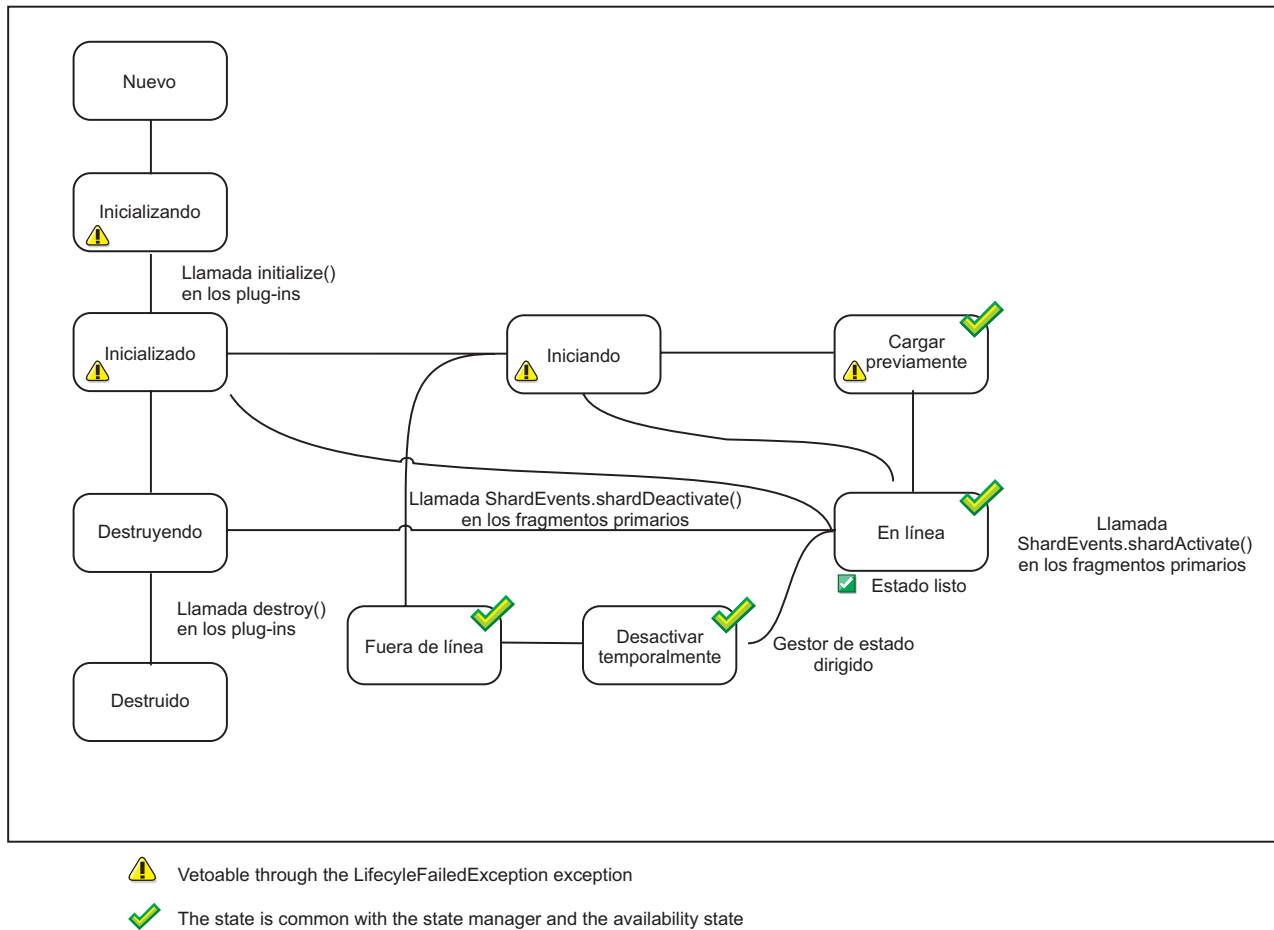 Nuevo
Inicializando
Llamada initialize()
en los plug-ins
Inicializado
Iniciando
Cargar
previamente
Llamada ShardEvents.shardDeactivate()
en los fragmentos primarios
Destruyendo
En línea
Llamada
ShardEvents.shardActivate()
en los fragmentos primarios
Estado listo
Llamada destroy()
en los plug-ins
Fuera de línea
Desactivar
temporalmente
Gestor de estado
dirigido
Destruido
Vetoable through the LifecyleFailedException exception
The state is common with the state manager and the availability state